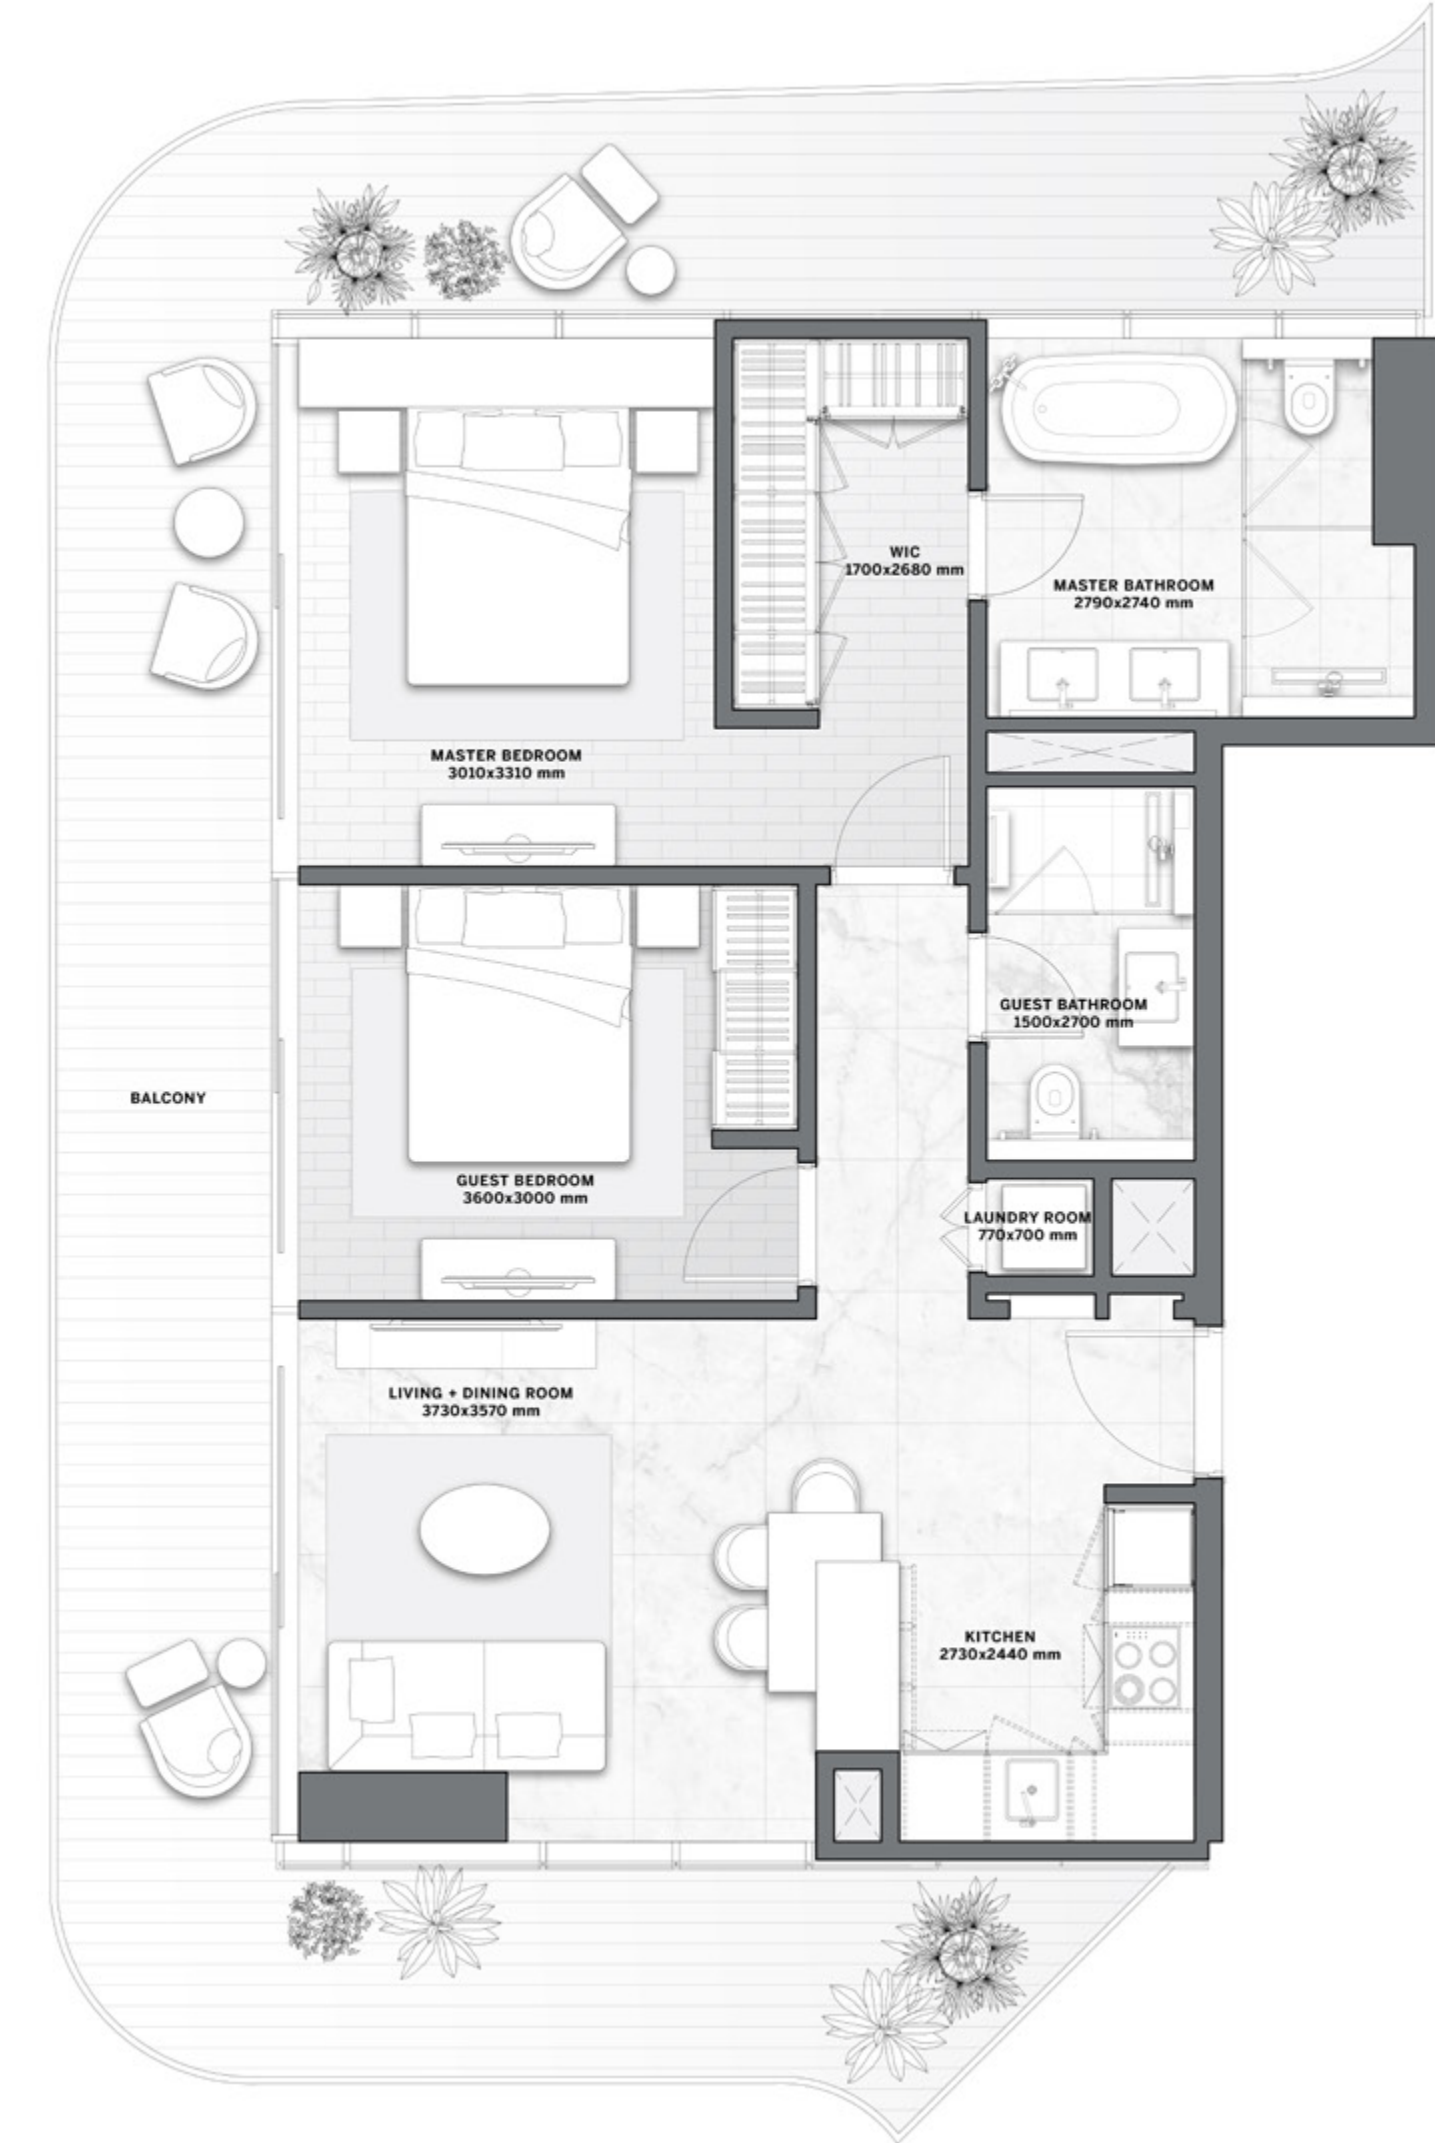 WIC
1700x2680 mm
MASTER BATHROOM
2790x2740 mm
MASTER BEDROOM
3010x3310 mm
GUEST BATHROOM
1500x2700 mm
BALCONY
GUEST BEDROOM
3600x3000 mm
LAUNDRY ROOM
770x700 mm
LIVING + DINING ROOM
3730x3570 mm
KITCHEN
2730x2440 mm